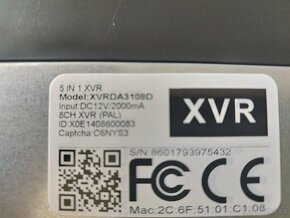 5 IN 1 XVR
Model:XVRDA3108D
Input:DC12V/2000mA
8CH XVR (PAL)
ID:X0E1408600083
Captcha:C6NYS3
XVR
S/N: 8601793975432
FC CE
Mac:2C:6F:51:01:C1:08